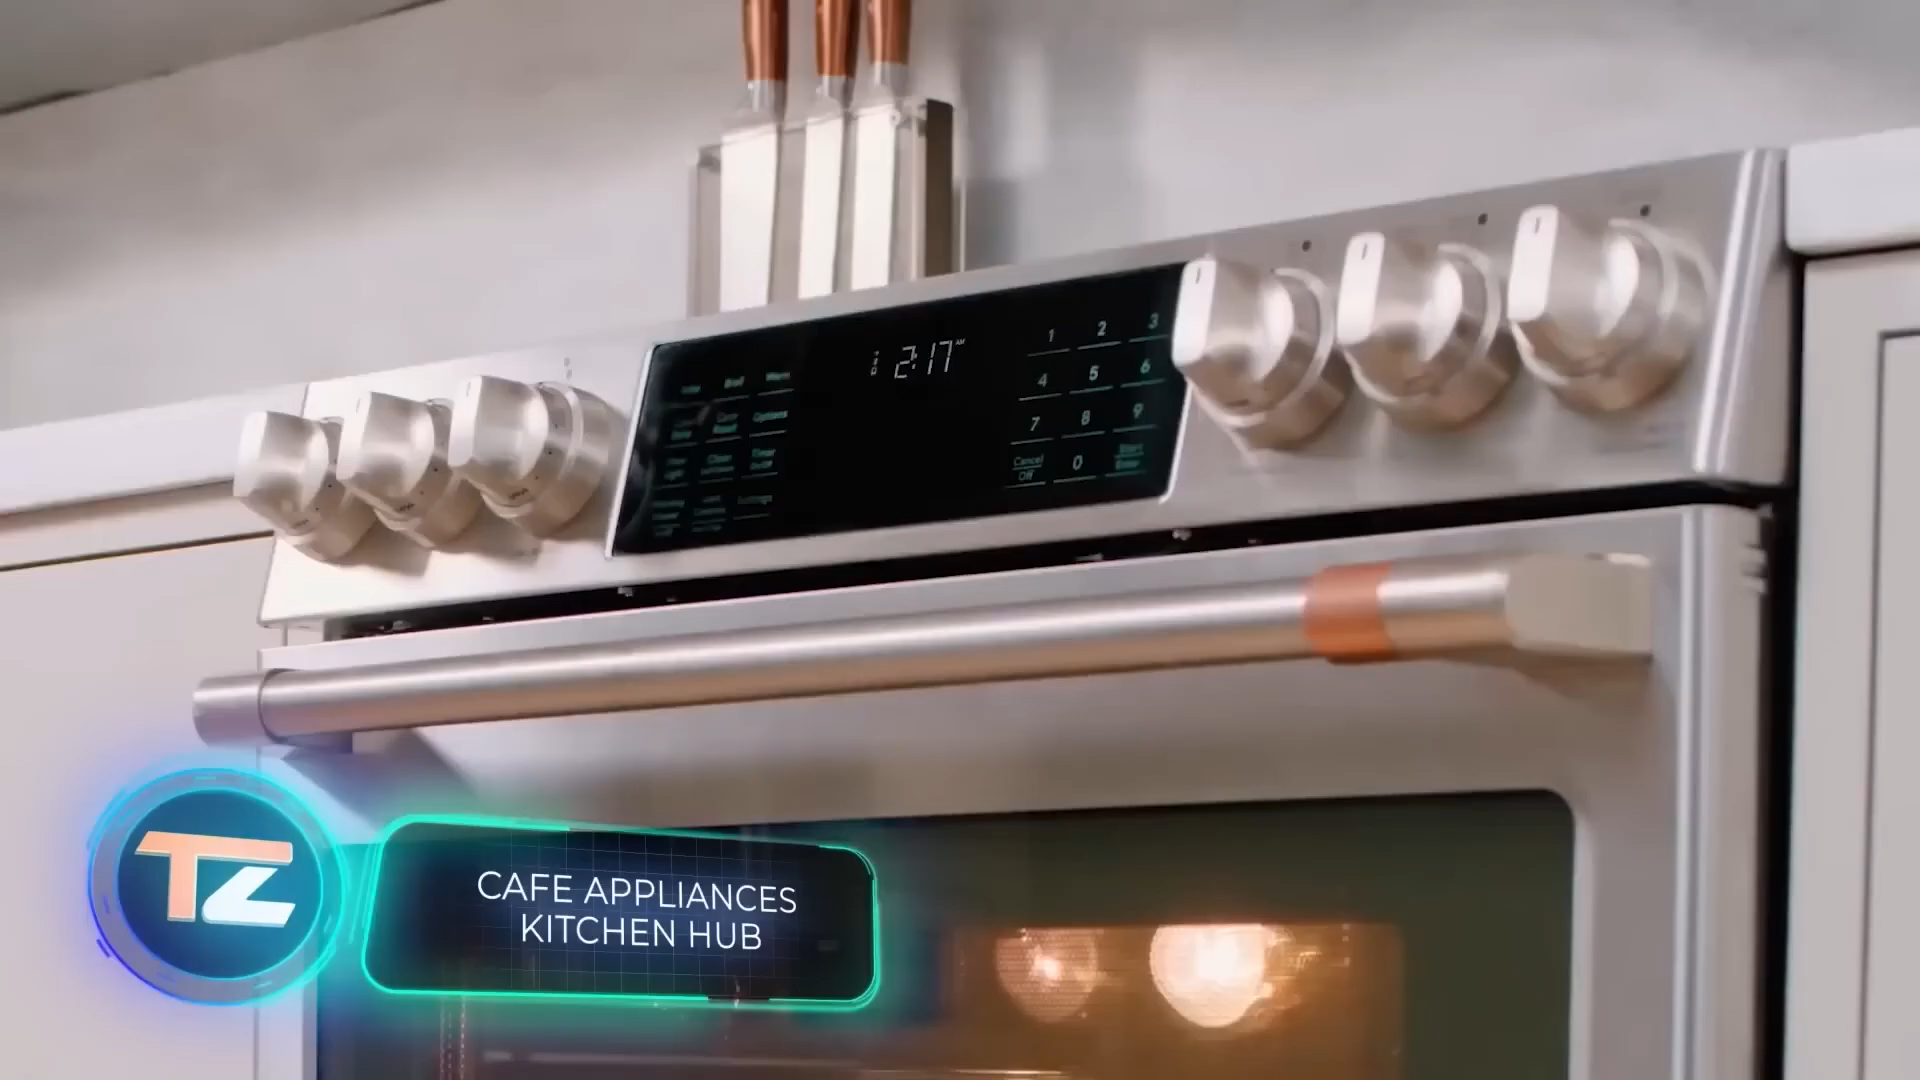 2:17 AM
1 2 3
Broil Warm
4 5 6
Options
7 8 9
Timer
Cancel
Off
0
Start
Enter
Settings
TZ
CAFE APPLIANCES
KITCHEN HUB